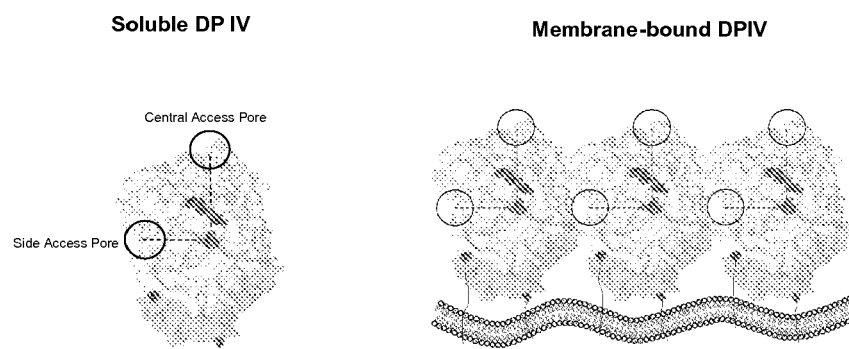 Soluble DP IV
Membrane-bound DPIV
Central Access Pore
Side Access Pore